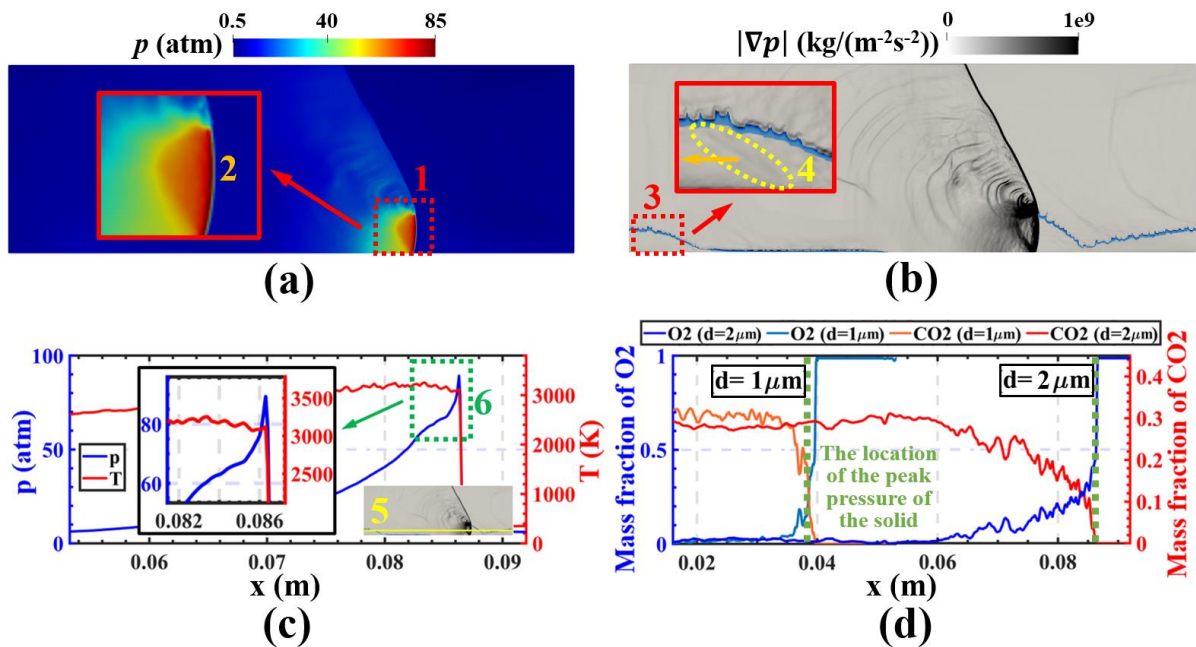 0.5 40 85
p (atm)
2
1
(a)
0 1e9
|∇p| (kg/(m⁻²s⁻²))
4
3
(b)
100
80
60
50
0
p (atm)
p
T
3500
3000
2500
0.082 0.086
6
5
3000
2000
1000
0
T (K)
0.06 0.07 0.08 0.09
x (m)
(c)
O2 (d=2μm) O2 (d=1μm) CO2 (d=1μm) CO2 (d=2μm)
Mass fraction of O2
1
0.5
0
d= 1μm
d= 2μm
The location
of the peak
pressure of
the solid
0.4
0.3
0.2
0.1
0
Mass fraction of CO2
0.02 0.04 0.06 0.08
x (m)
(d)